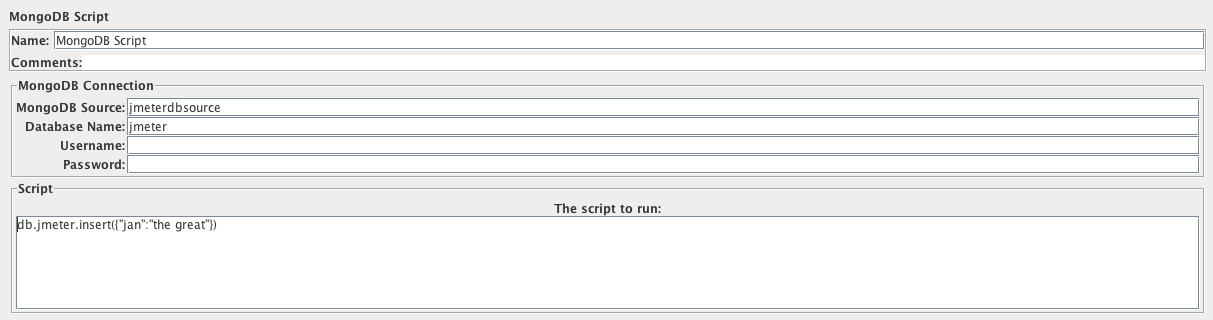 MongoDB Script
Name: MongoDB Script
Comments:
MongoDB Connection
MongoDB Source: jmeterdbsource
Database Name: jmeter
Username:
Password:
Script
The script to run:
db.jmeter.insert({"jan":"the great"})